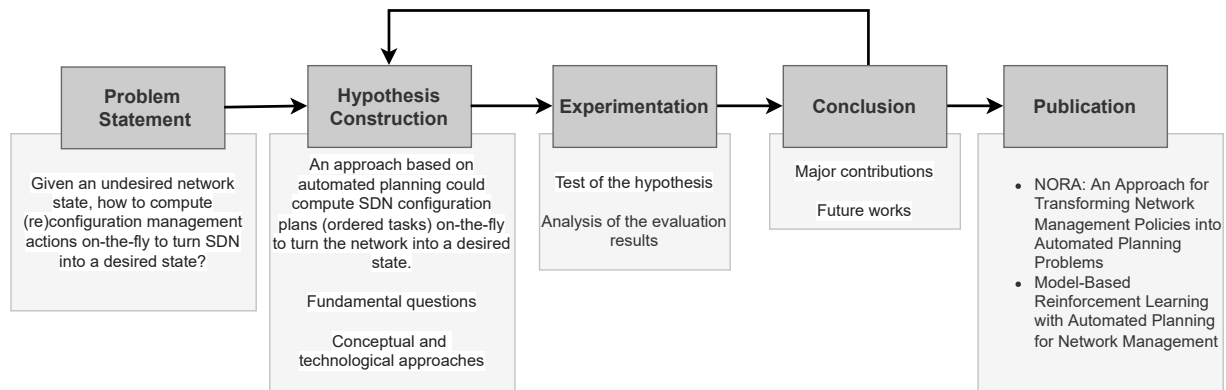 Problem
Statement
Given an undesired network
state, how to compute
(re)configuration management
actions on-the-fly to turn SDN
into a desired state?
Hypothesis
Construction
An approach based on
automated planning could
compute SDN configuration
plans (ordered tasks) on-the-fly
to turn the network into a desired
state.
Fundamental questions
Conceptual and
technological approaches
Experimentation
Test of the hypothesis
Analysis of the evaluation
results
Conclusion
Major contributions
Future works
Publication
• NORA: An Approach for
Transforming Network
Management Policies into
Automated Planning
Problems
• Model-Based
Reinforcement Learning
with Automated Planning
for Network Management